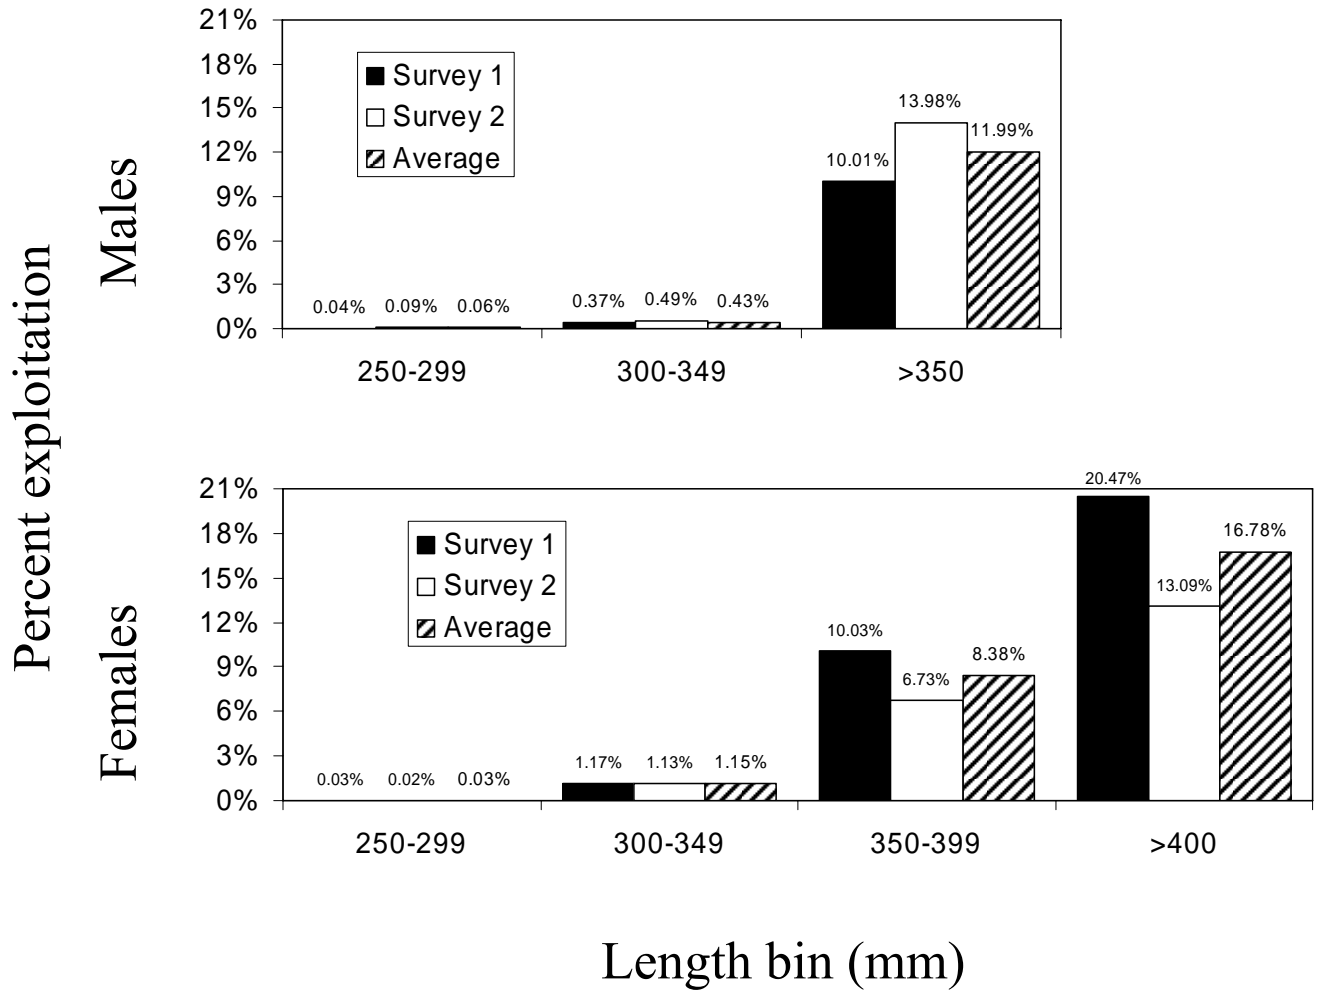 Percent exploitation
Males
21%
18%
15%
12%
9%
6%
3%
0%
Survey 1
Survey 2
Average
0.04% 0.09% 0.06%
0.37% 0.49% 0.43%
10.01% 13.98% 11.99%
250-299 300-349 >350
Females
21%
18%
15%
12%
9%
6%
3%
0%
Survey 1
Survey 2
Average
0.03% 0.02% 0.03%
1.17% 1.13% 1.15%
10.03% 6.73% 8.38%
20.47% 13.09% 16.78%
250-299 300-349 350-399 >400
Length bin (mm)